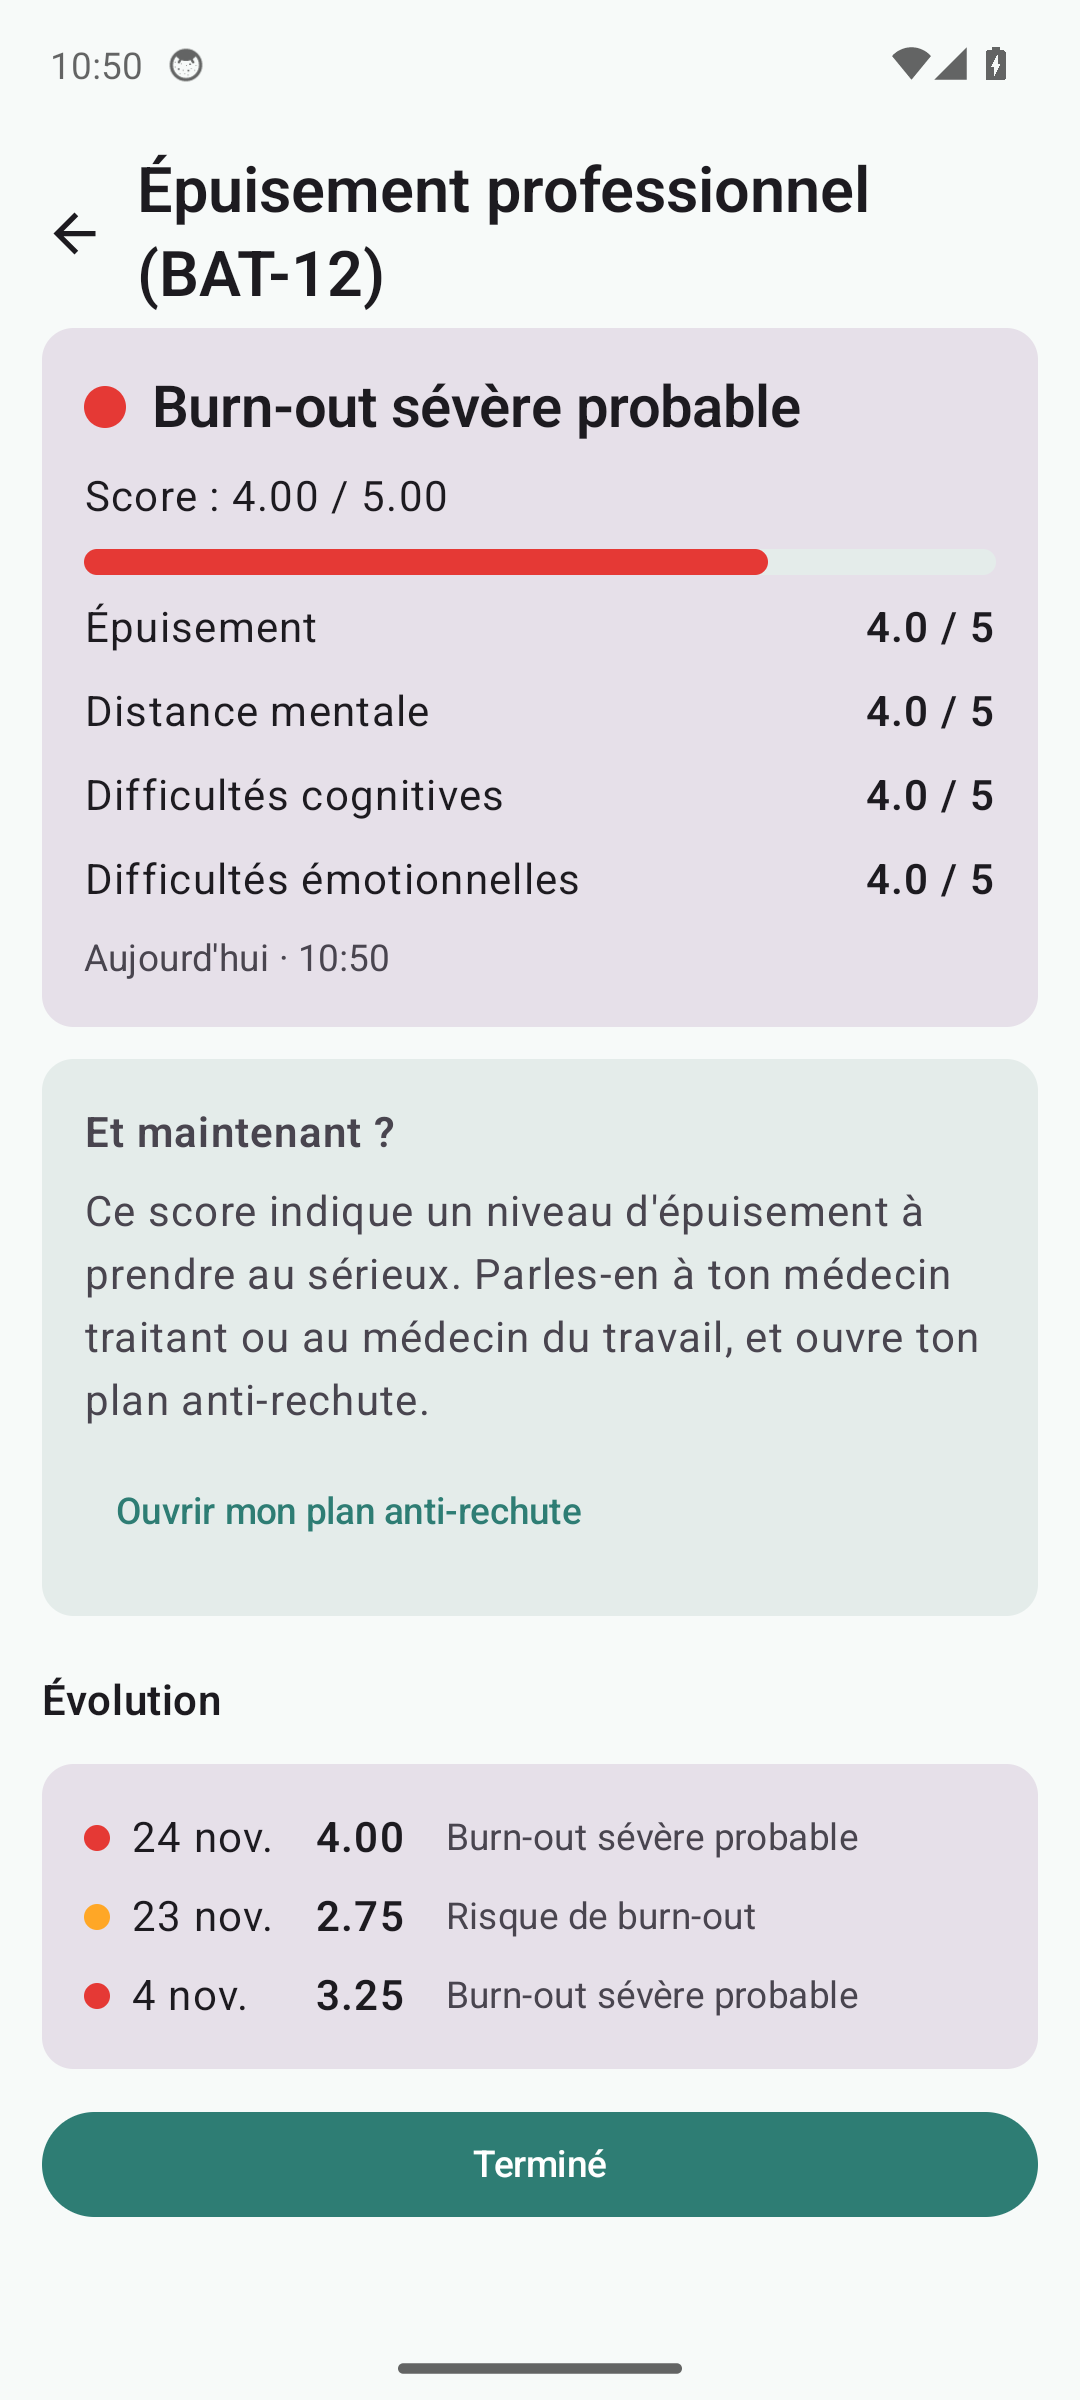 10:50
Épuisement professionnel
(BAT-12)
Burn-out sévère probable
Score : 4.00 / 5.00
Épuisement 4.0 / 5
Distance mentale 4.0 / 5
Difficultés cognitives 4.0 / 5
Difficultés émotionnelles 4.0 / 5
Aujourd'hui · 10:50
Et maintenant ?
Ce score indique un niveau d'épuisement à
prendre au sérieux. Parles-en à ton médecin
traitant ou au médecin du travail, et ouvre ton
plan anti-rechute.
Ouvrir mon plan anti-rechute
Évolution
24 nov. 4.00 Burn-out sévère probable
23 nov. 2.75 Risque de burn-out
4 nov. 3.25 Burn-out sévère probable
Terminé